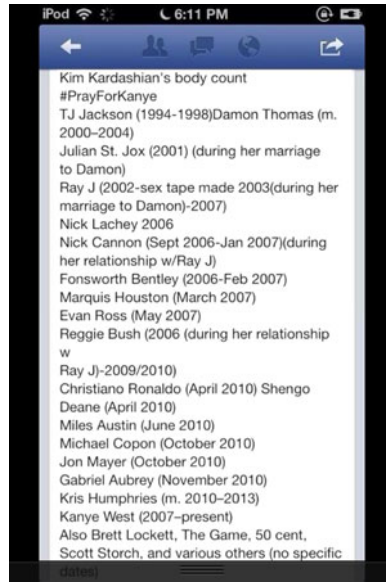 iPod 6:11 PM
Kim Kardashian's body count
#PrayForKanye
TJ Jackson (1994-1998)Damon Thomas (m.
2000–2004)
Julian St. Jox (2001) (during her marriage
to Damon)
Ray J (2002-sex tape made 2003(during her
marriage to Damon)-2007)
Nick Lachey 2006
Nick Cannon (Sept 2006-Jan 2007)(during
her relationship w/Ray J)
Fonsworth Bentley (2006-Feb 2007)
Marquis Houston (March 2007)
Evan Ross (May 2007)
Reggie Bush (2006 (during her relationship
w
Ray J)-2009/2010)
Christiano Ronaldo (April 2010) Shengo
Deane (April 2010)
Miles Austin (June 2010)
Michael Copon (October 2010)
Jon Mayer (October 2010)
Gabriel Aubrey (November 2010)
Kris Humphries (m. 2010–2013)
Kanye West (2007–present)
Also Brett Lockett, The Game, 50 cent,
Scott Storch, and various others (no specific
dates)